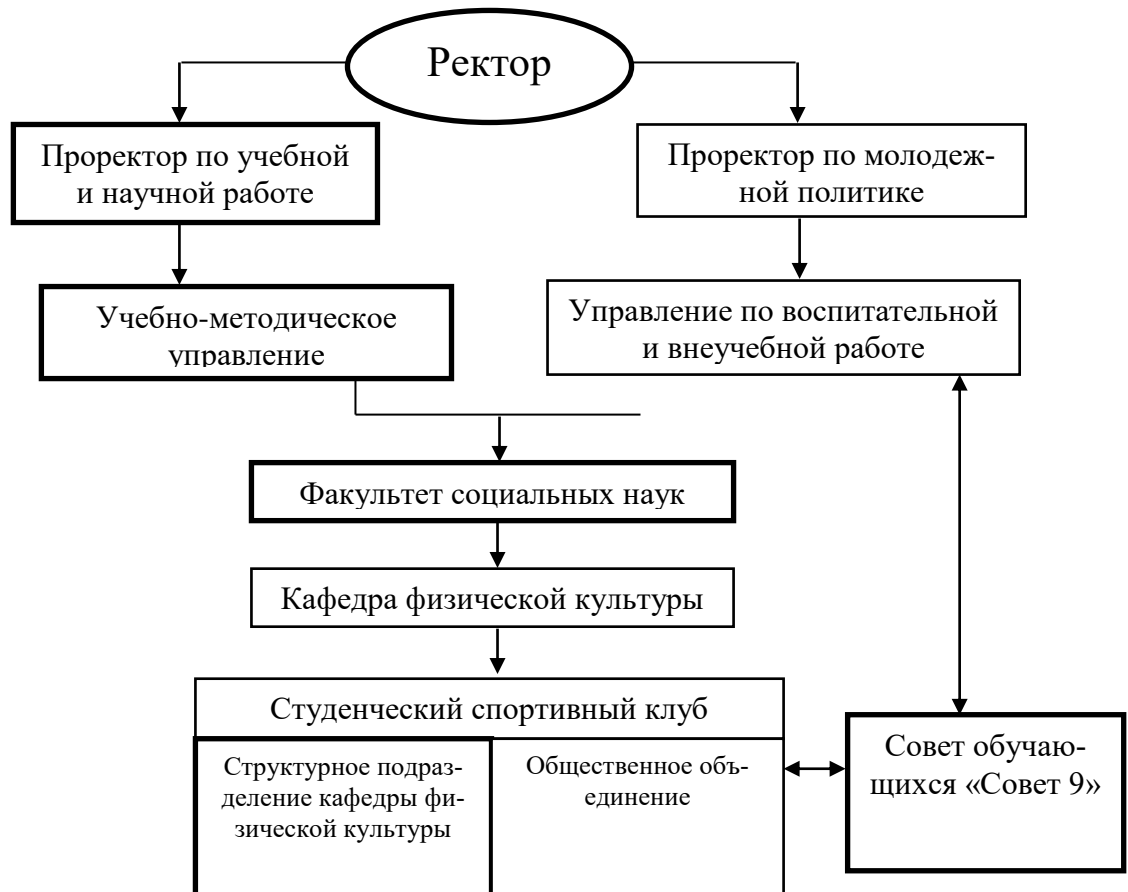 Ректор
Проректор по учебной
и научной работе
Проректор по молодеж-
ной политике
Учебно-методическое
управление
Управление по воспитательной
и внеучебной работе
Факультет социальных наук
Кафедра физической культуры
Студенческий спортивный клуб
Структурное подраз-
деление кафедры фи-
зической культуры
Общественное объ-
единение
Совет обучаю-
щихся «Совет 9»